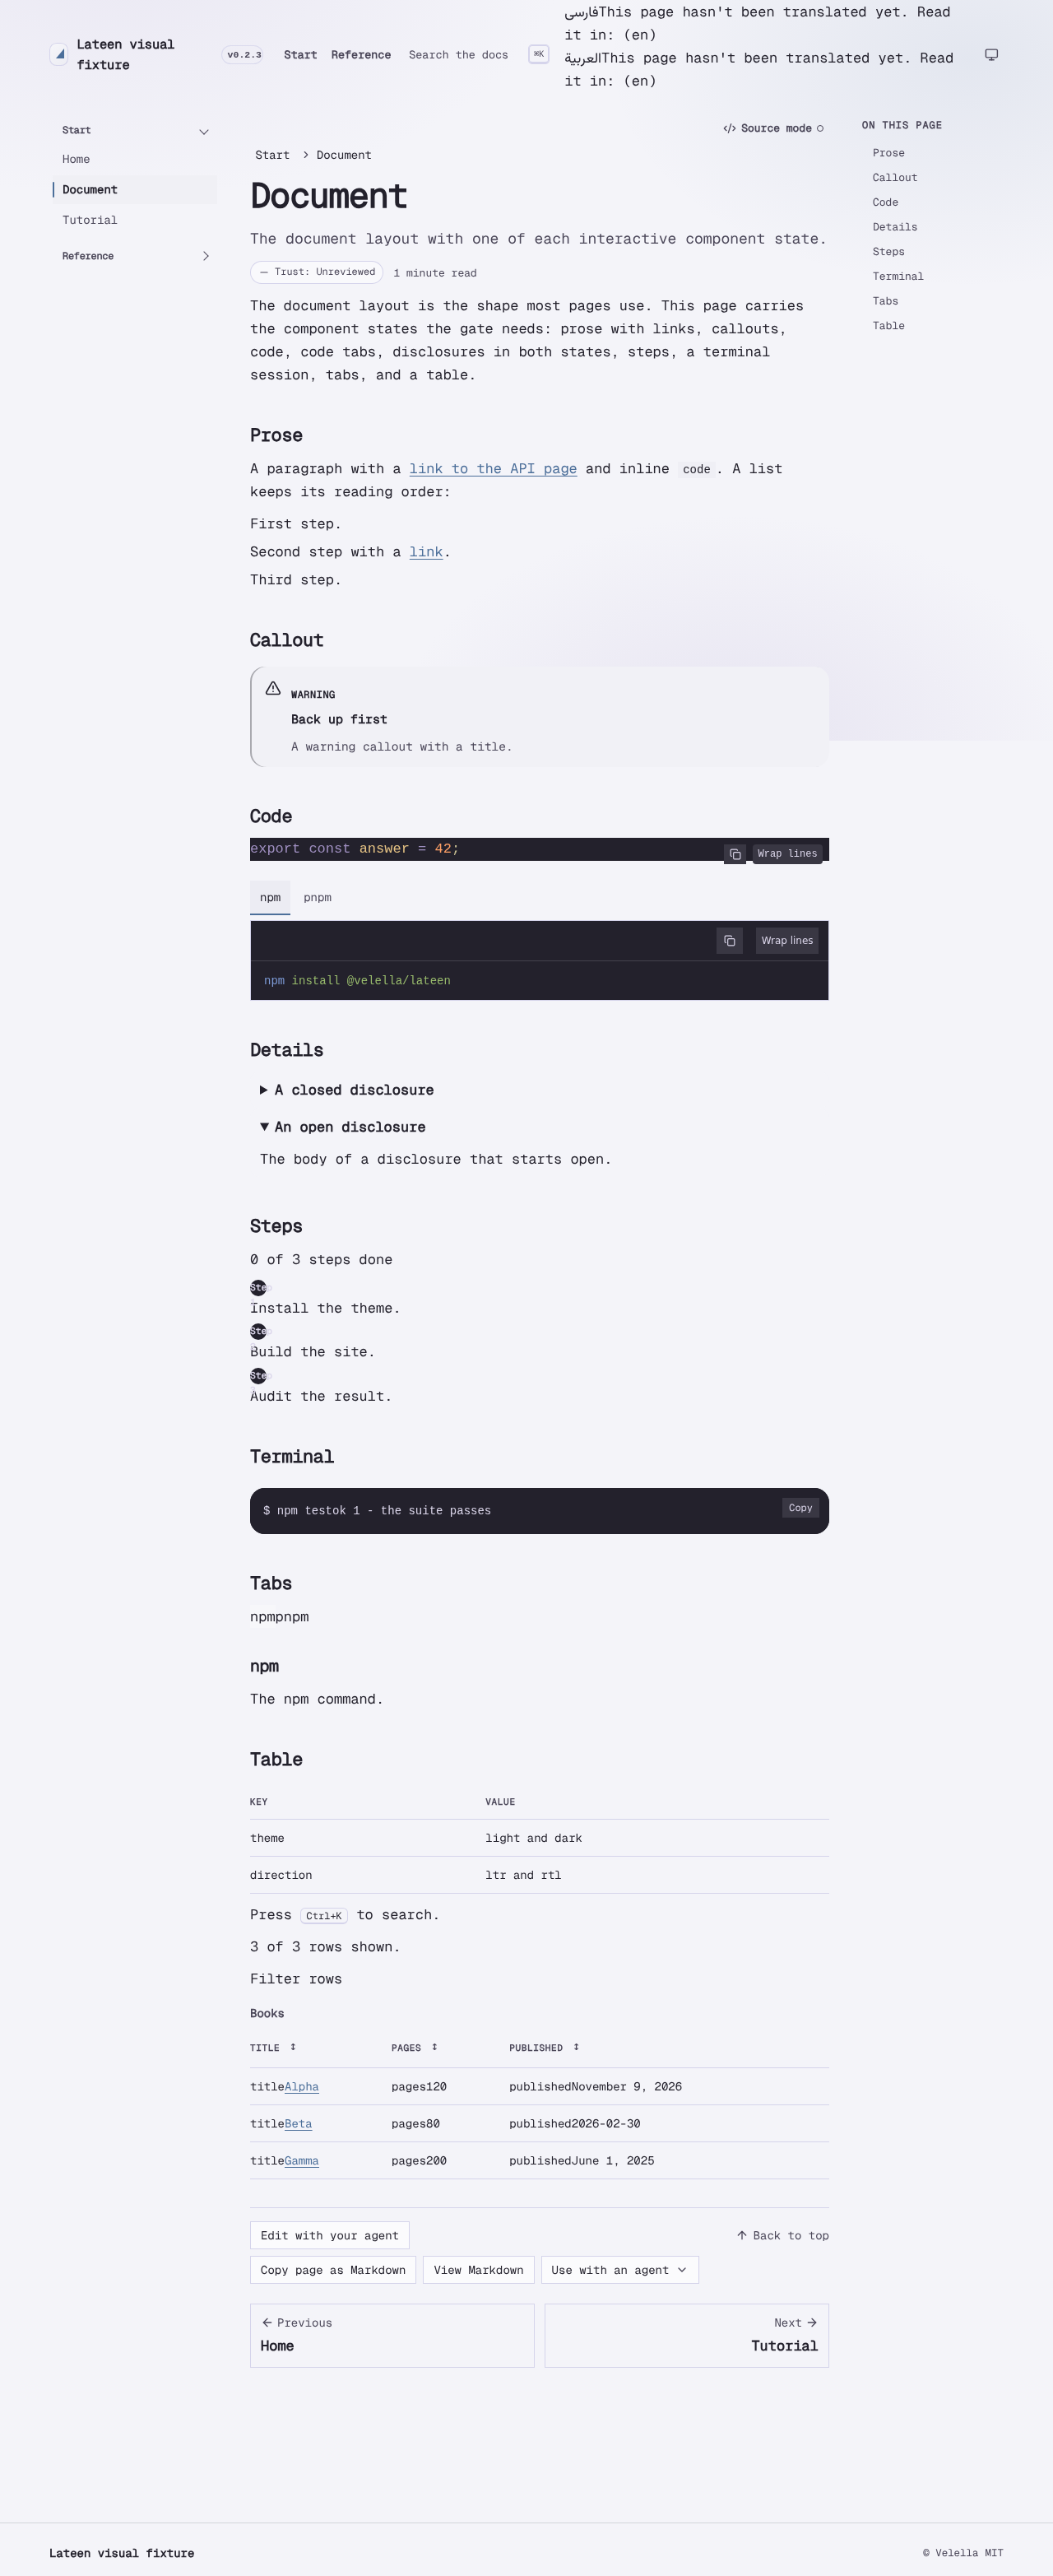 Lateen visual
fixture
v0.2.3
Start
Reference
Search the docs
⌘K
فارسیThis page hasn't been translated yet. Read
it in: (en)
العربيةThis page hasn't been translated yet. Read
it in: (en)
Start
Home
Document
Tutorial
Reference
Source mode
Start
Document
Document
The document layout with one of each interactive component state.
— Trust: Unreviewed
1 minute read
The document layout is the shape most pages use. This page carries
the component states the gate needs: prose with links, callouts,
code, code tabs, disclosures in both states, steps, a terminal
session, tabs, and a table.
ON THIS PAGE
Prose
Callout
Code
Details
Steps
Terminal
Tabs
Table
Prose
A paragraph with a link to the API page and inline code. A list
keeps its reading order:
First step.
Second step with a link.
Third step.
Callout
WARNING
Back up first
A warning callout with a title.
Code
export const answer = 42;
Wrap lines
npm
pnpm
Wrap lines
npm install @velella/lateen
Details
A closed disclosure
An open disclosure
The body of a disclosure that starts open.
Steps
0 of 3 steps done
Step
Install the theme.
Step
Build the site.
Step
Audit the result.
Terminal
$ npm testok 1 - the suite passes
Copy
Tabs
npmpnpm
npm
The npm command.
Table
KEY VALUE
theme light and dark
direction ltr and rtl
Press Ctrl+K to search.
3 of 3 rows shown.
Filter rows
Books
TITLE ↕ PAGES ↕ PUBLISHED ↕
titleAlpha pages120 publishedNovember 9, 2026
titleBeta pages80 published2026-02-30
titleGamma pages200 publishedJune 1, 2025
Edit with your agent
↑ Back to top
Copy page as Markdown
View Markdown
Use with an agent
← Previous
Home
Next →
Tutorial
Lateen visual fixture
© Velella MIT